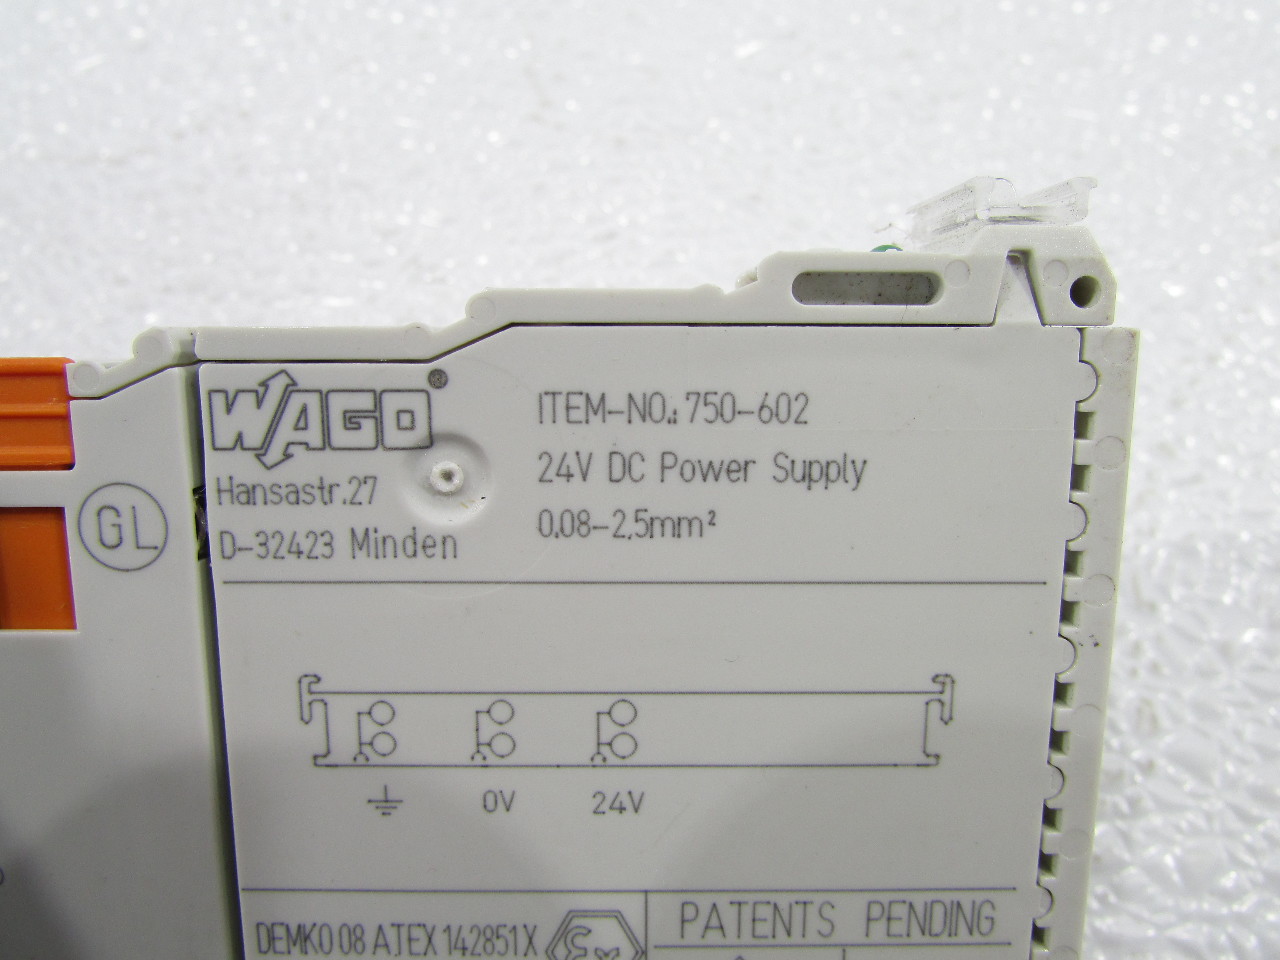 WAGO®
Hansastr.27
D-32423 Minden
ITEM-NO.: 750-602
24V DC Power Supply
0,08-2,5mm²
GL
0V 24V
DEMKO 08 ATEX 142851X
Ex
PATENTS PENDING